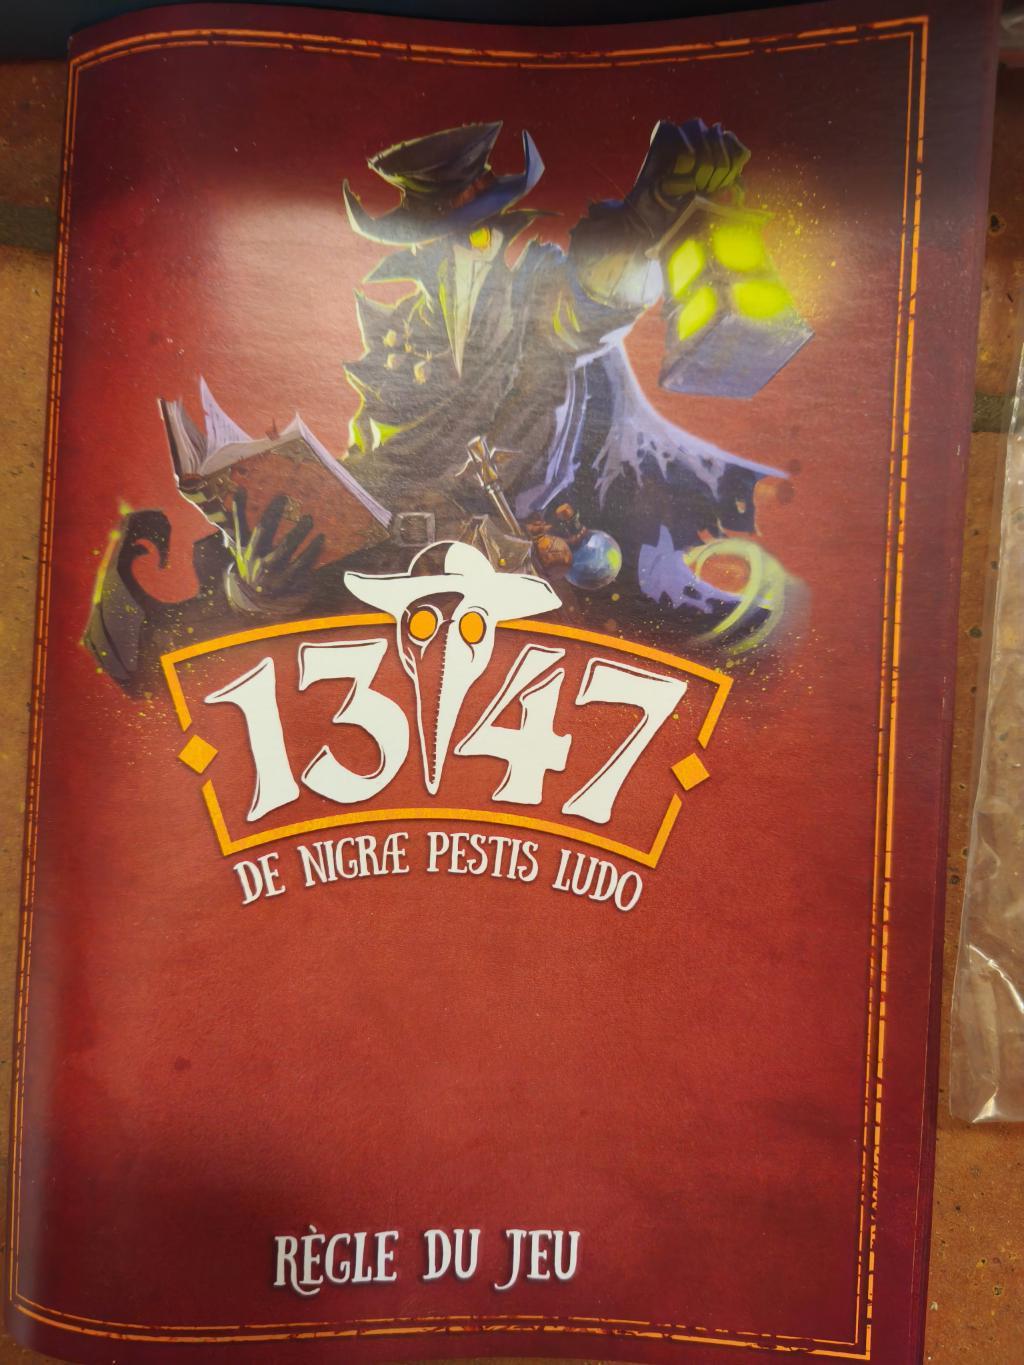 1347
DE NIGRÆ PESTIS LUDO
RÈGLE DU JEU